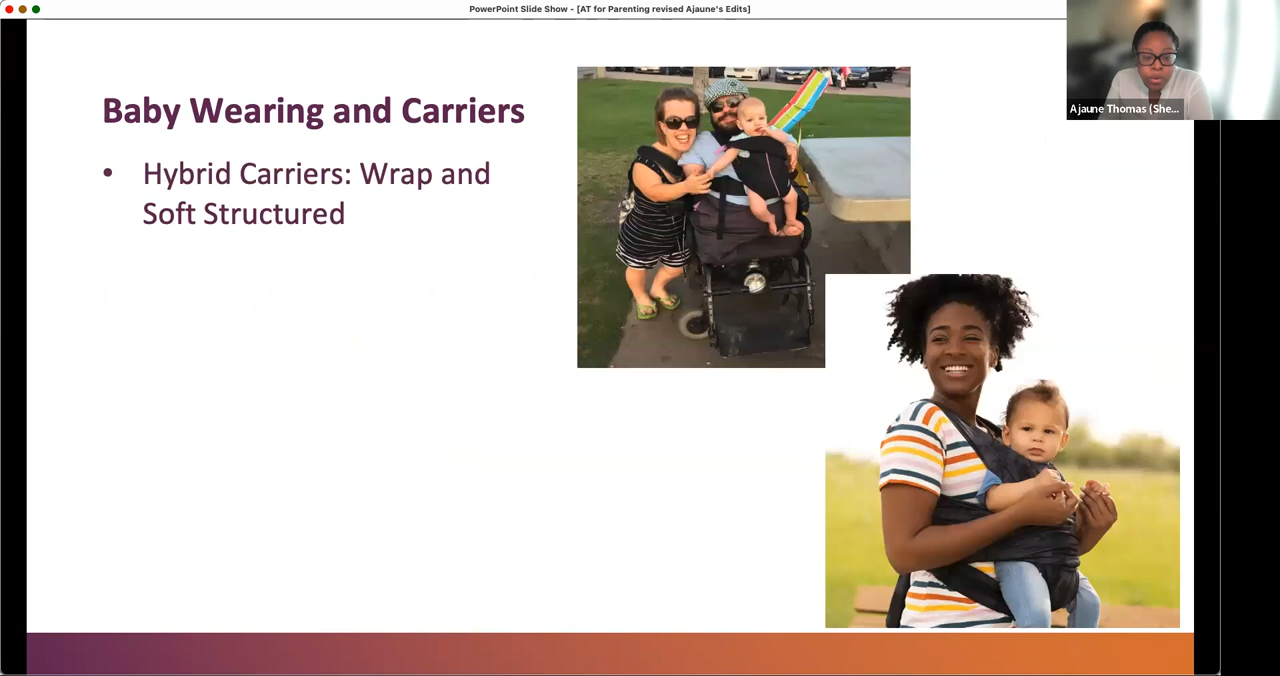 PowerPoint Slide Show - [AT for Parenting revised Ajaune's Edits]
Ajaune Thomas (She...
Baby Wearing and Carriers
• Hybrid Carriers: Wrap and
Soft Structured